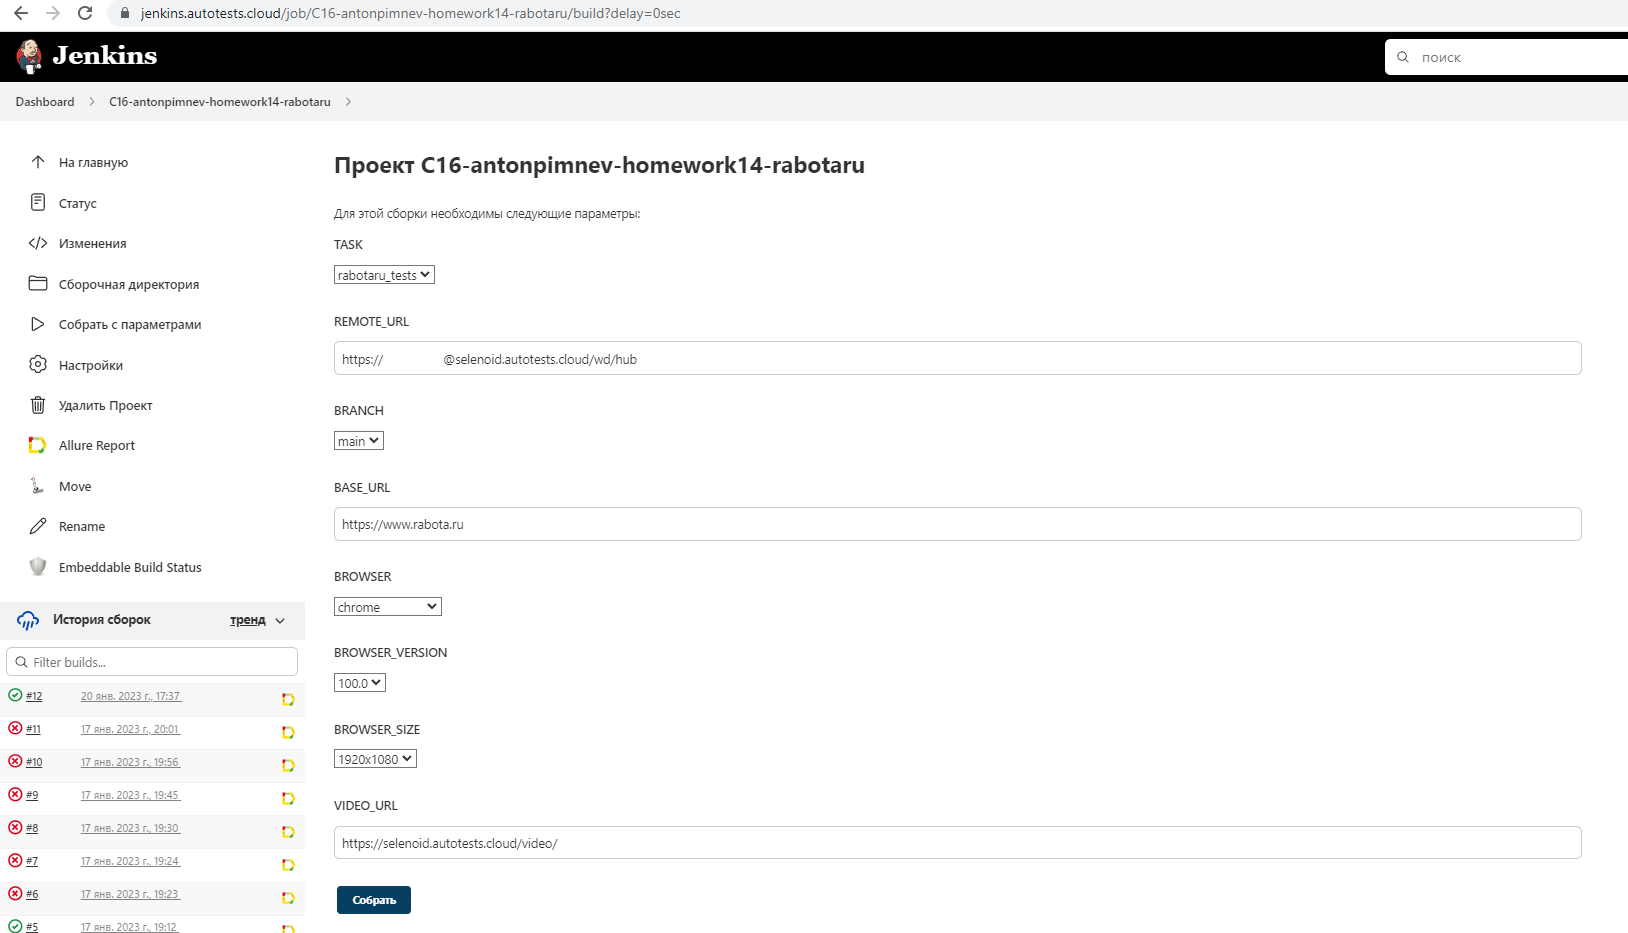 jenkins.autotests.cloud/job/C16-antonpimnev-homework14-rabotaru/build?delay=0sec
Jenkins
поиск
Dashboard
C16-antonpimnev-homework14-rabotaru
На главную
Статус
Изменения
Сборочная директория
Собрать с параметрами
Настройки
Удалить Проект
Allure Report
Move
Rename
Embeddable Build Status
История сборок тренд
Filter builds...
#12 20 янв. 2023 г., 17:37
#11 17 янв. 2023 г., 20:01
#10 17 янв. 2023 г., 19:56
#9 17 янв. 2023 г., 19:45
#8 17 янв. 2023 г., 19:30
#7 17 янв. 2023 г., 19:24
#6 17 янв. 2023 г., 19:23
#5 17 янв. 2023 г., 19:12
Проект C16-antonpimnev-homework14-rabotaru
Для этой сборки необходимы следующие параметры:
TASK
rabotaru_tests
REMOTE_URL
https:// @selenoid.autotests.cloud/wd/hub
BRANCH
main
BASE_URL
https://www.rabota.ru
BROWSER
chrome
BROWSER_VERSION
100.0
BROWSER_SIZE
1920x1080
VIDEO_URL
https://selenoid.autotests.cloud/video/
Собрать